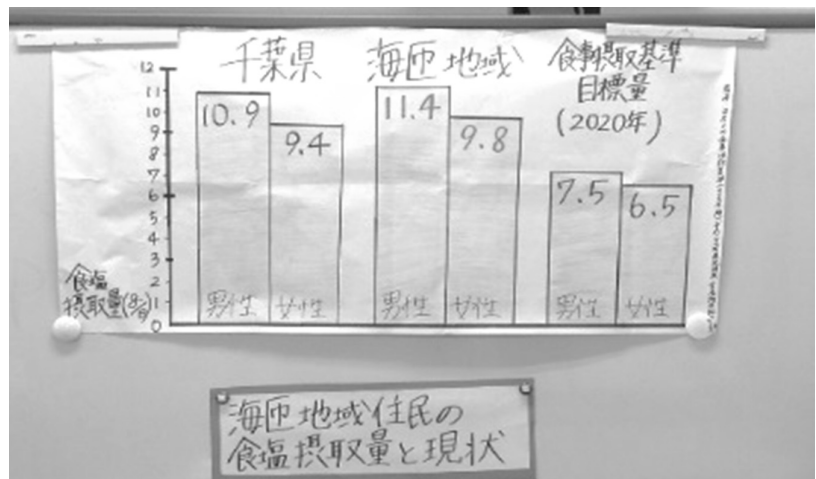 千葉県
海匝地域
食事摂取基準
目標量
(2020年)
12
11
10
9
8
7
6
5
4
3
2
1
0
食塩
摂取量(g/日)
10.9
9.4
11.4
9.8
7.5
6.5
男性
女性
男性
女性
男性
女性
海匝地域住民の
食塩摂取量と現状